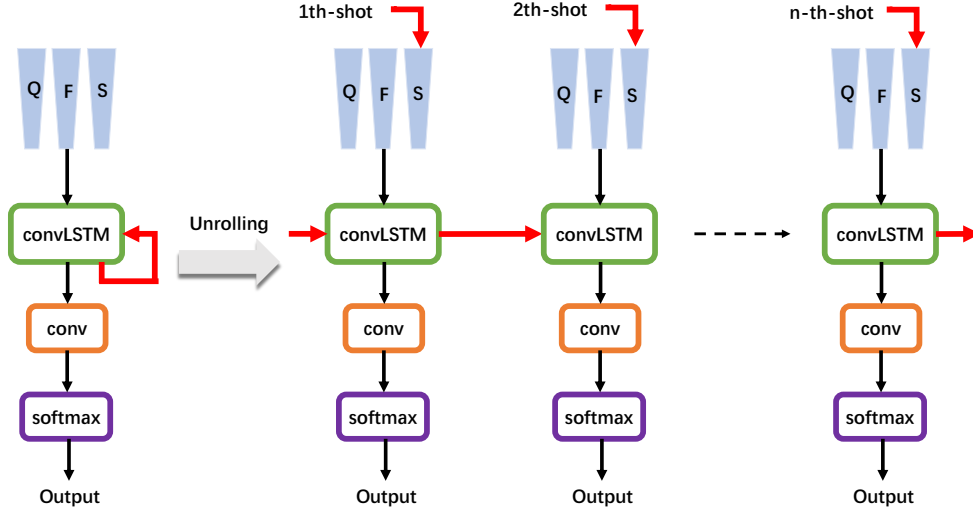 1th-shot
2th-shot
n-th-shot
Q F S
Q F S
Q F S
Q F S
convLSTM
Unrolling
convLSTM
convLSTM
convLSTM
conv
conv
conv
conv
softmax
softmax
softmax
softmax
Output
Output
Output
Output